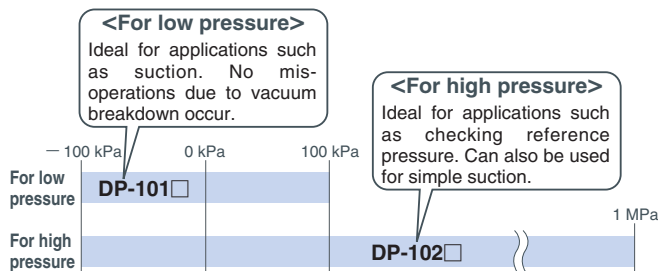 <For low pressure>
Ideal for applications such
as suction. No mis-
operations due to vacuum
breakdown occur.
<For high pressure>
Ideal for applications such
as checking reference
pressure. Can also be used
for simple suction.
−100 kPa 0 kPa 100 kPa
1 MPa
For low
pressure
DP-101□
For high
pressure
DP-102□